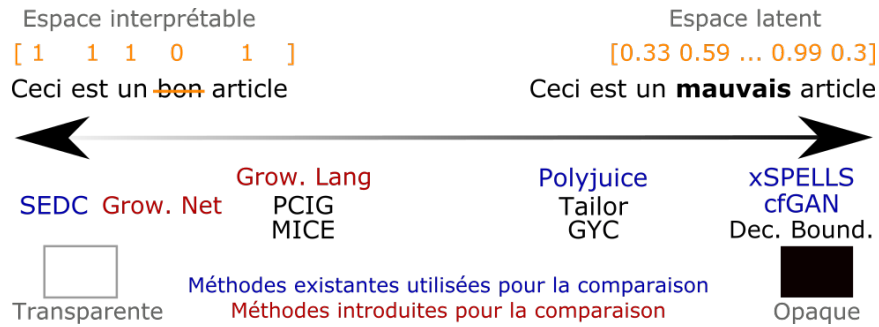 Espace interprétable
Espace latent
[ 1 1 1 0 1 ]
[0.33 0.59 ... 0.99 0.3]
Ceci est un bon article
Ceci est un mauvais article
Grow. Lang
Polyjuice
xSPELLS
SEDC
Grow. Net
PCIG
Tailor
cfGAN
MICE
GYC
Dec. Bound.
Méthodes existantes utilisées pour la comparaison
Transparente
Méthodes introduites pour la comparaison
Opaque